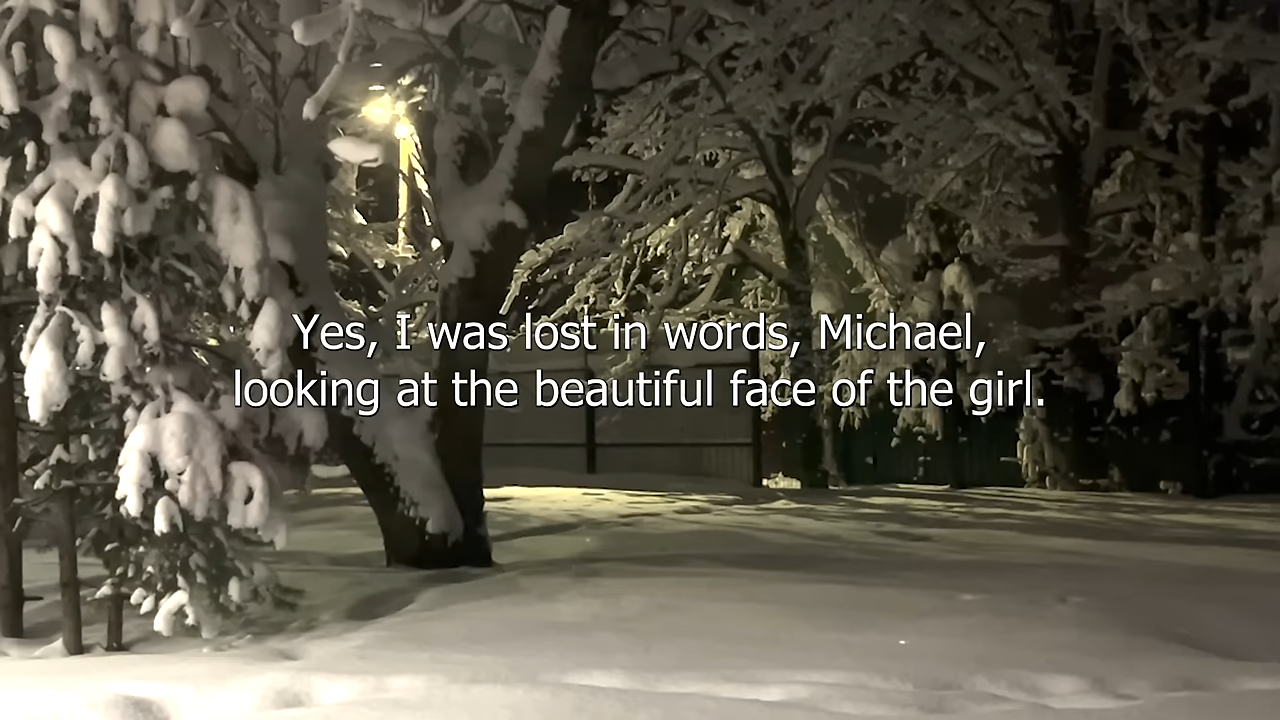 Yes, I was lost in words, Michael,
looking at the beautiful face of the girl.